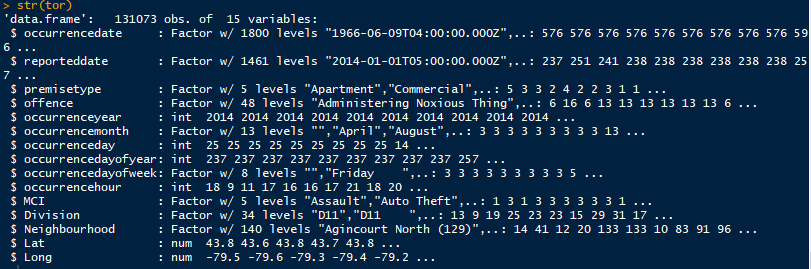 > str(tor)
'data.frame':   131073 obs. of  15 variables:
 $ occurrencedate     : Factor w/ 1800 levels "1966-06-09T04:00:00.000Z",..: 576 576 576 576 576 576 576 576 59
6 ...
 $ reporteddate       : Factor w/ 1461 levels "2014-01-01T05:00:00.000Z",..: 237 251 241 238 238 238 238 238 238 25
7 ...
 $ premisetype        : Factor w/ 5 levels "Apartment","Commercial",..: 5 3 3 2 4 2 2 3 1 1 ...
 $ offence            : Factor w/ 48 levels "Administering Noxious Thing",..: 6 16 6 13 13 13 13 13 13 6 ...
 $ occurrenceyear     : int  2014 2014 2014 2014 2014 2014 2014 2014 2014 2014 ...
 $ occurrencemonth    : Factor w/ 13 levels "","April","August",..: 3 3 3 3 3 3 3 3 3 13 ...
 $ occurrenceday      : int  25 25 25 25 25 25 25 25 25 14 ...
 $ occurrencedayofyear: int  237 237 237 237 237 237 237 237 237 257 ...
 $ occurrencedayofweek: Factor w/ 8 levels "","Friday    ",..: 3 3 3 3 3 3 3 3 3 5 ...
 $ occurrencehour     : int  18 9 11 17 16 16 17 21 18 20 ...
 $ MCI                : Factor w/ 5 levels "Assault","Auto Theft",..: 1 3 1 3 3 3 3 3 3 1 ...
 $ Division           : Factor w/ 34 levels "D11","D11    ",..: 13 9 19 25 23 23 15 29 31 17 ...
 $ Neighbourhood      : Factor w/ 140 levels "Agincourt North (129)",..: 14 41 12 20 133 133 10 83 91 96 ...
 $ Lat                : num  43.8 43.6 43.8 43.7 43.8 ...
 $ Long               : num  -79.5 -79.6 -79.3 -79.4 -79.2 ...